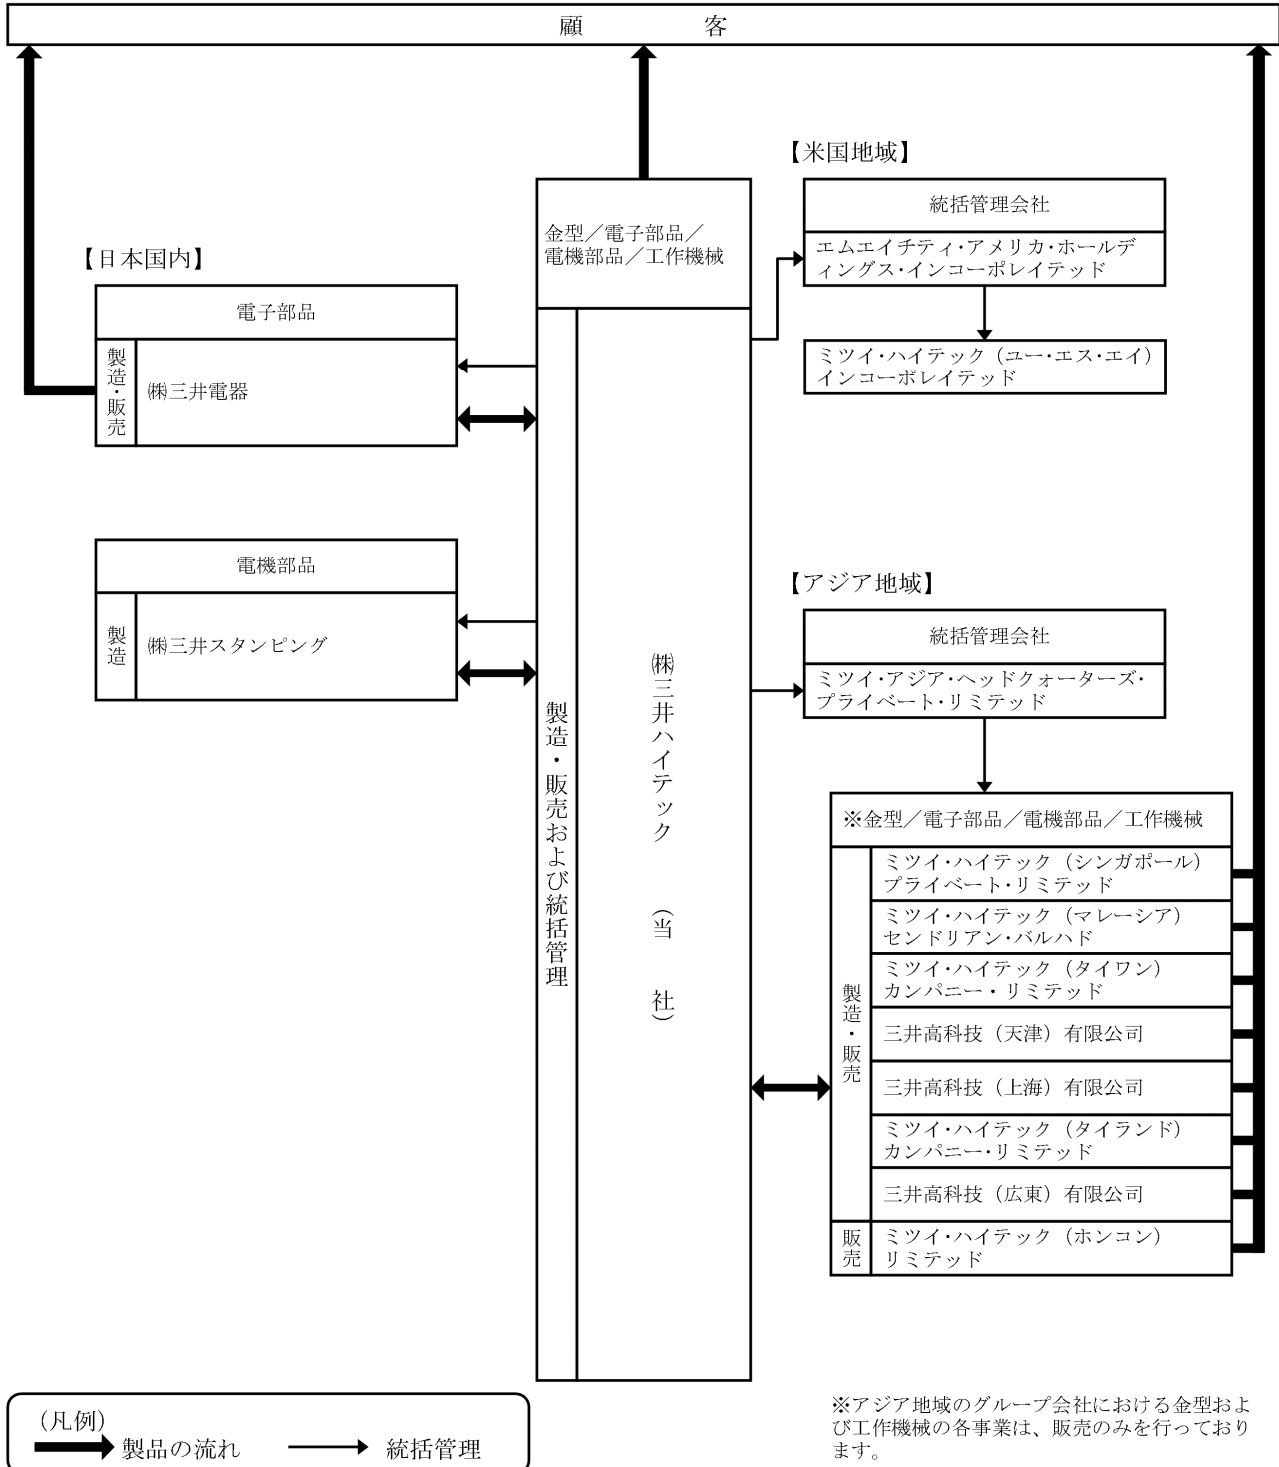 顧客
【日本国内】
電子部品
製造・販売
㈱三井電器
電機部品
製造
㈱三井スタンピング
金型／電子部品／
電機部品／工作機械
製造・販売および統括管理
㈱三井ハイテック（当社）
【米国地域】
統括管理会社
エムエイチティ・アメリカ・ホールデ
ィングス・インコーポレイテッド
ミツイ・ハイテック（ユー・エス・エイ）
インコーポレイテッド
【アジア地域】
統括管理会社
ミツイ・アジア・ヘッドクォーターズ・
プライベート・リミテッド
※金型／電子部品／電機部品／工作機械
製造・販売
ミツイ・ハイテック（シンガポール）
プライベート・リミテッド
ミツイ・ハイテック（マレーシア）
センドリアン・バルハド
ミツイ・ハイテック（タイワン）
カンパニー・リミテッド
三井高科技（天津）有限公司
三井高科技（上海）有限公司
ミツイ・ハイテック（タイランド）
カンパニー・リミテッド
三井高科技（広東）有限公司
販売
ミツイ・ハイテック（ホンコン）
リミテッド
(凡例)
製品の流れ
統括管理
※アジア地域のグループ会社における金型およ
び工作機械の各事業は、販売のみを行っており
ます。